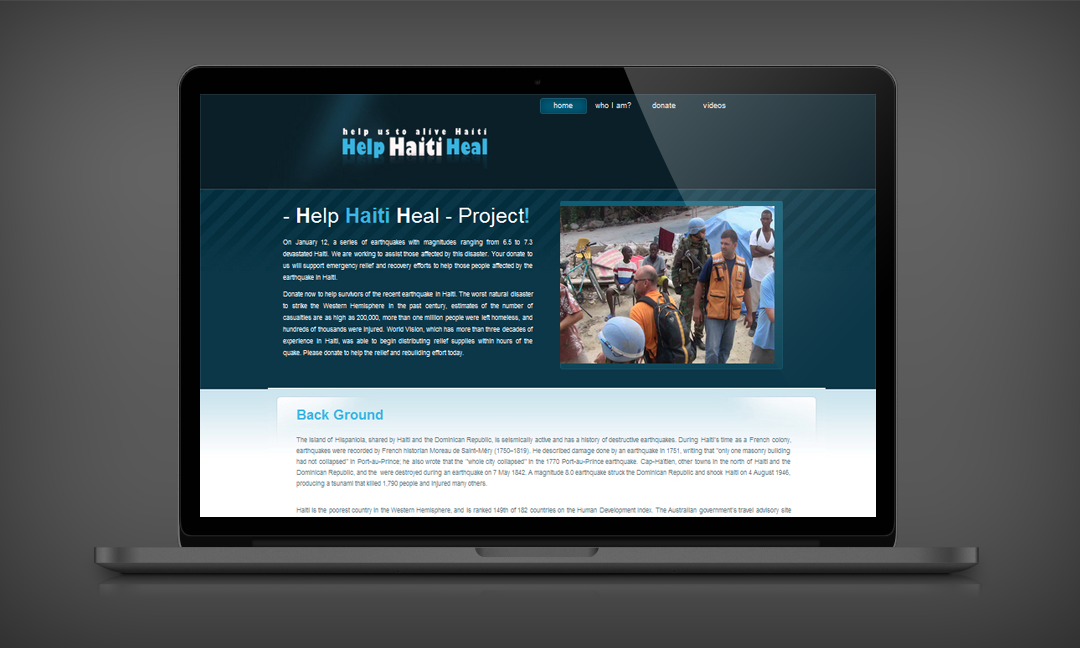 home who I am? donate videos
help us to alive Haiti
Help Haiti Heal
- Help Haiti Heal - Project!
On January 12, a series of earthquakes with magnitudes ranging from 6.5 to 7.3
devastated Haiti. We are working to assist those affected by this disaster. Your donate to
us will support emergency relief and recovery efforts to help those people affected by the
earthquake in Haiti.
Donate now to help survivors of the recent earthquake in Haiti. The worst natural disaster
to strike the Western Hemisphere in the past century, estimates of the number of
casualties are as high as 200,000, more than one million people were left homeless, and
hundreds of thousands were injured. World Vision, which has more than three decades of
experience in Haiti, was able to begin distributing relief supplies within hours of the
quake. Please donate to help the relief and rebuilding effort today.
Back Ground
The island of Hispaniola, shared by Haiti and the Dominican Republic, is seismically active and has a history of destructive earthquakes. During Haiti's time as a French colony,
earthquakes were recorded by French historian Moreau de Saint-Méry (1750–1819). He described damage done by an earthquake in 1751, writing that "only one masonry building
had not collapsed" in Port-au-Prince; he also wrote that the "whole city collapsed" in the 1770 Port-au-Prince earthquake. Cap-Haïtien, other towns in the north of Haiti and the
Dominican Republic, and the were destroyed during an earthquake on 7 May 1842. A magnitude 8.0 earthquake struck the Dominican Republic and shook Haiti on 4 August 1946,
producing a tsunami that killed 1,790 people and injured many others.
Haiti is the poorest country in the Western Hemisphere, and is ranked 149th of 182 countries on the Human Development Index. The Australian government's travel advisory site